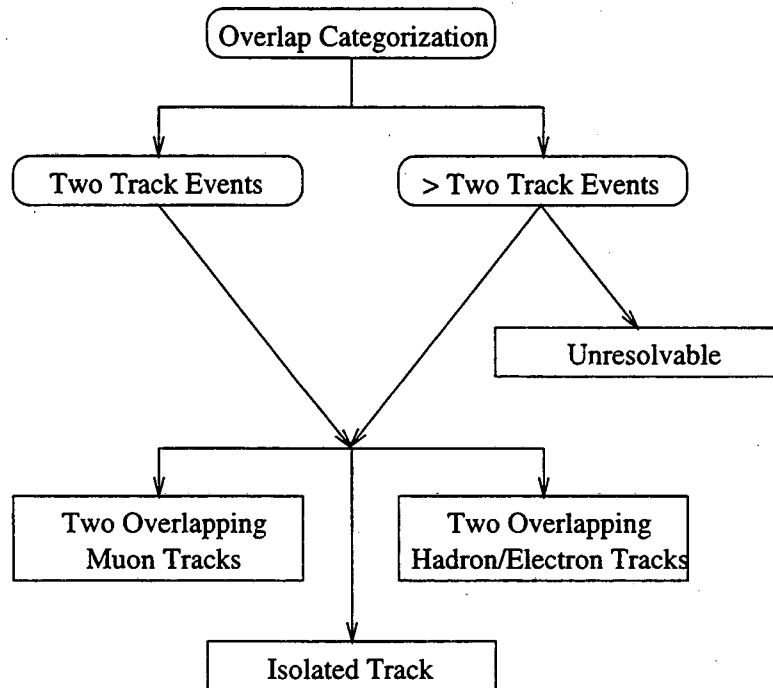 Overlap Categorization
Two Track Events
> Two Track Events
Unresolvable
Two Overlapping
Muon Tracks
Two Overlapping
Hadron/Electron Tracks
Isolated Track